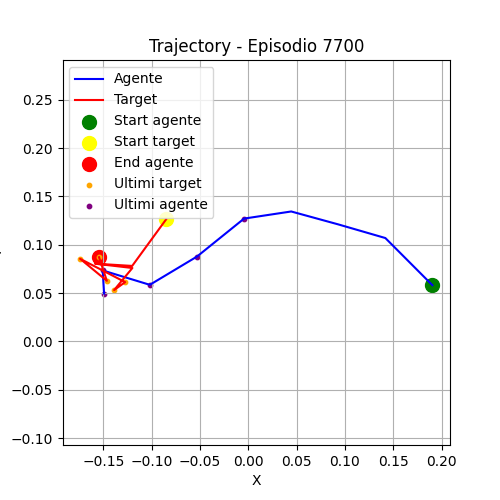 Trajectory - Episodio 7700
Agente
Target
Start agente
Start target
End agente
Ultimi target
Ultimi agente
0.25
0.20
0.15
0.10
0.05
0.00
−0.05
−0.10
−0.15 −0.10 −0.05 0.00 0.05 0.10 0.15 0.20
X